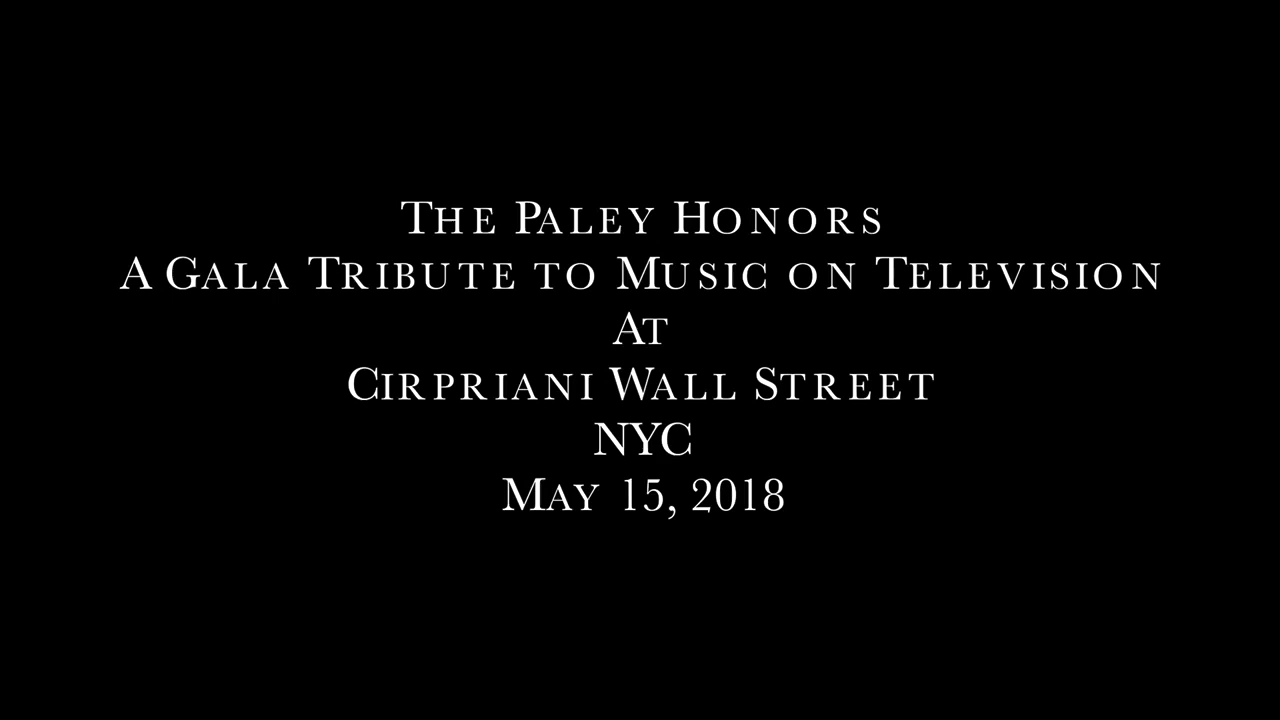 The Paley Honors
A Gala Tribute to Music on Television
At
Cirpriani Wall Street
NYC
May 15, 2018